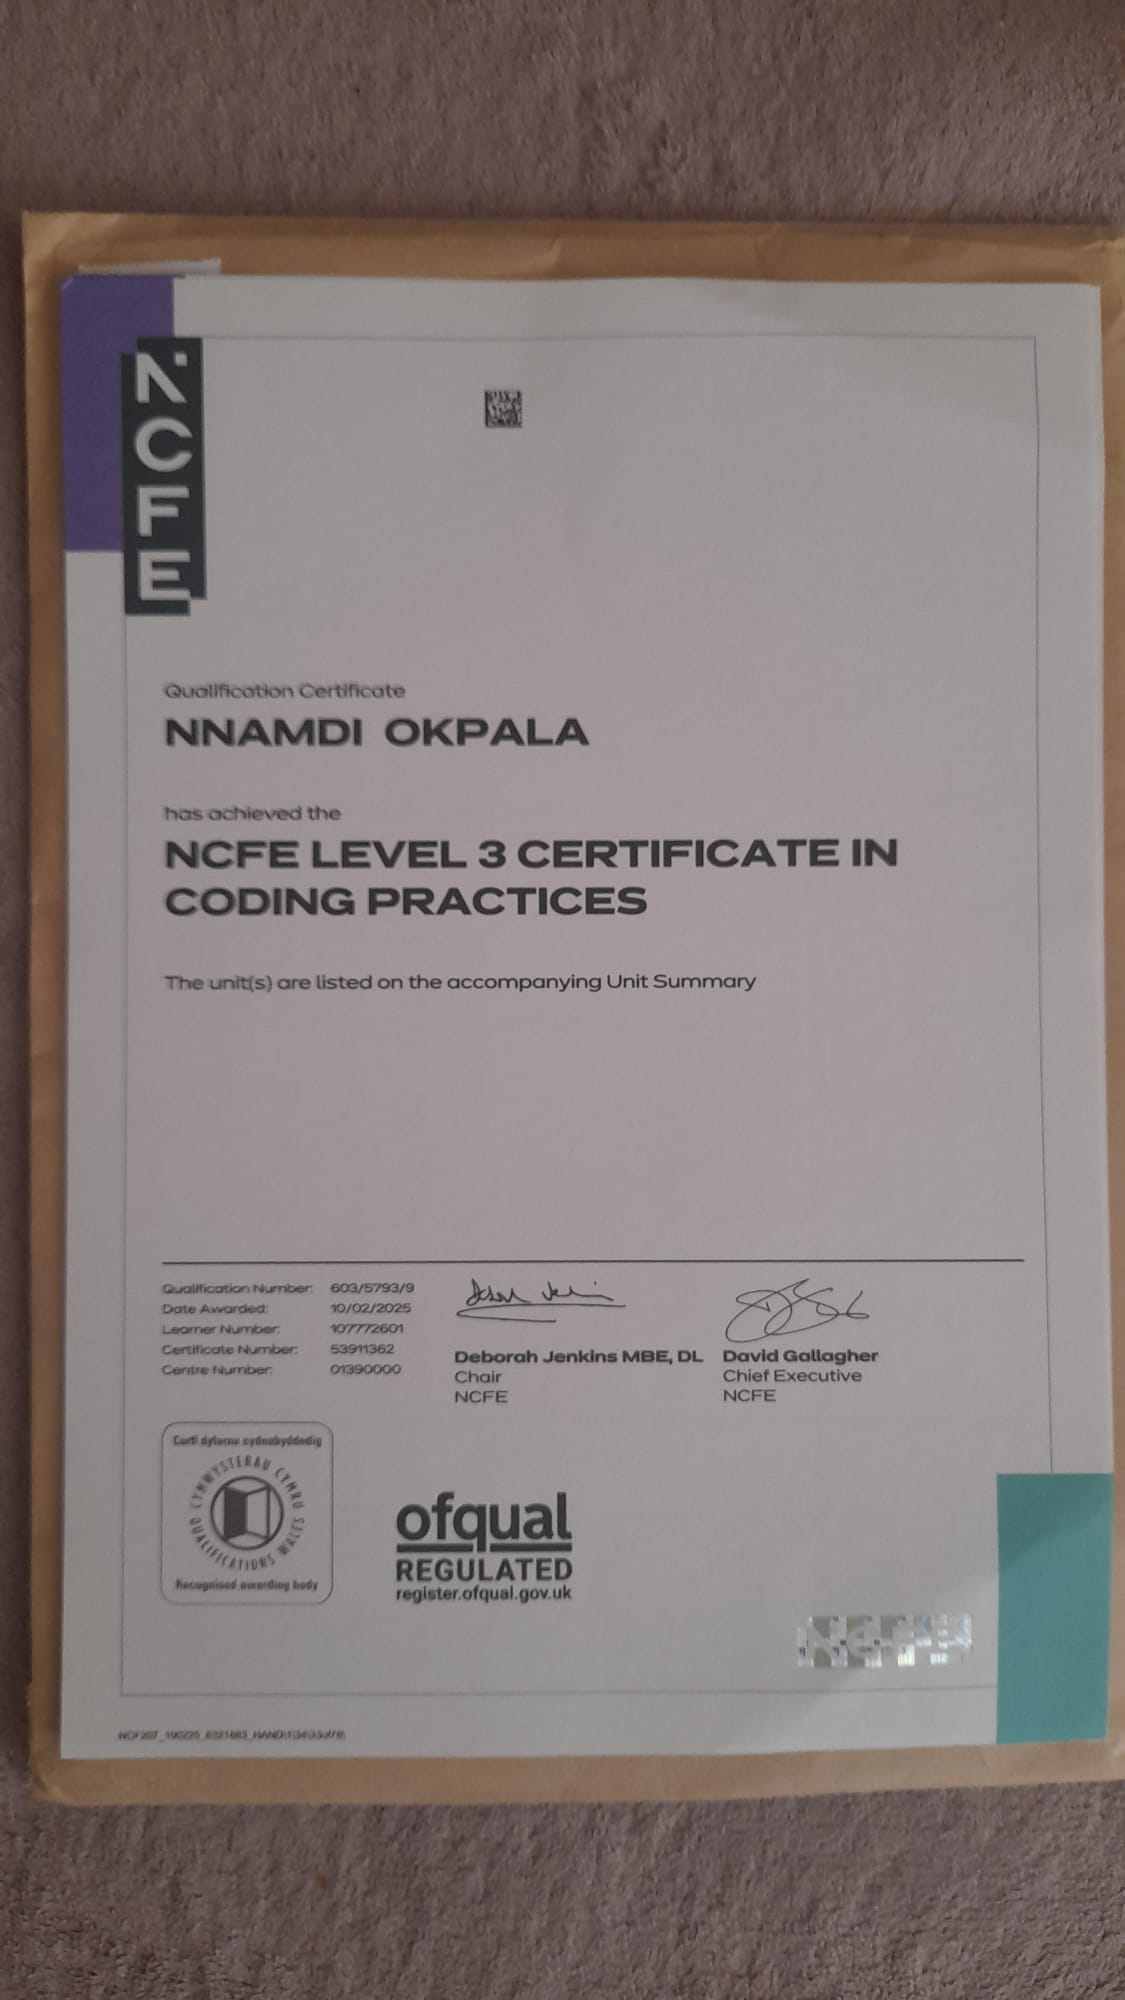 NCFE
Qualification Certificate
NNAMDI OKPALA
has achieved the
NCFE LEVEL 3 CERTIFICATE IN
CODING PRACTICES
The unit(s) are listed on the accompanying Unit Summary
Qualification Number: 603/5793/9
Date Awarded: 10/02/2025
Learner Number: 107772601
Certificate Number: 53911362
Centre Number: 01390000
Deborah Jenkins MBE, DL
Chair
NCFE
David Gallagher
Chief Executive
NCFE
Corff dyfarnu cydnabyddedig
CYMWYSTERAU CYMRU
QUALIFICATIONS WALES
Recognised awarding body
ofqual
REGULATED
register.ofqual.gov.uk
NCFE